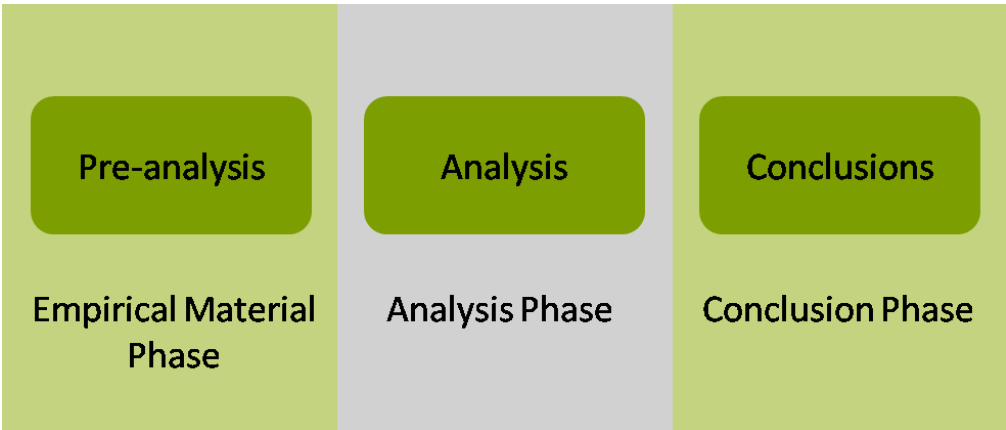 Pre-analysis
Empirical Material
Phase
Analysis
Analysis Phase
Conclusions
Conclusion Phase